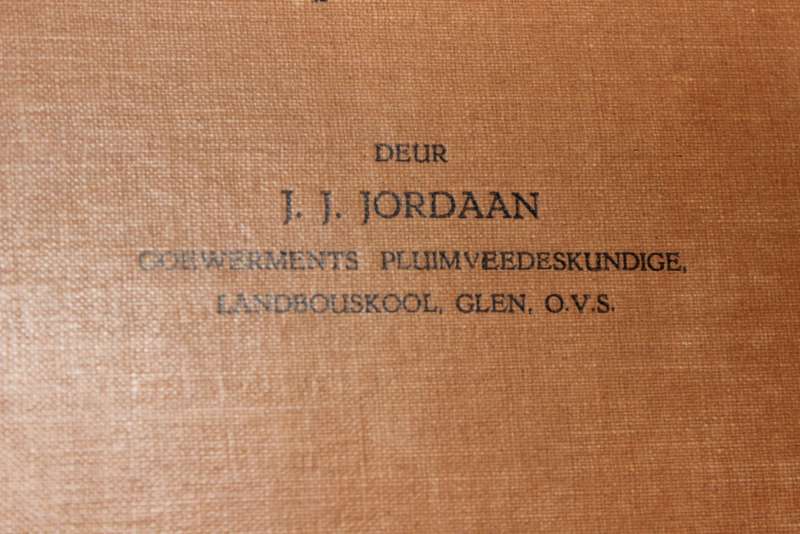 DEUR
J. J. JORDAAN
GOEWERMENTS PLUIMVEEDESKUNDIGE,
LANDBOUSKOOL, GLEN, O.V.S.